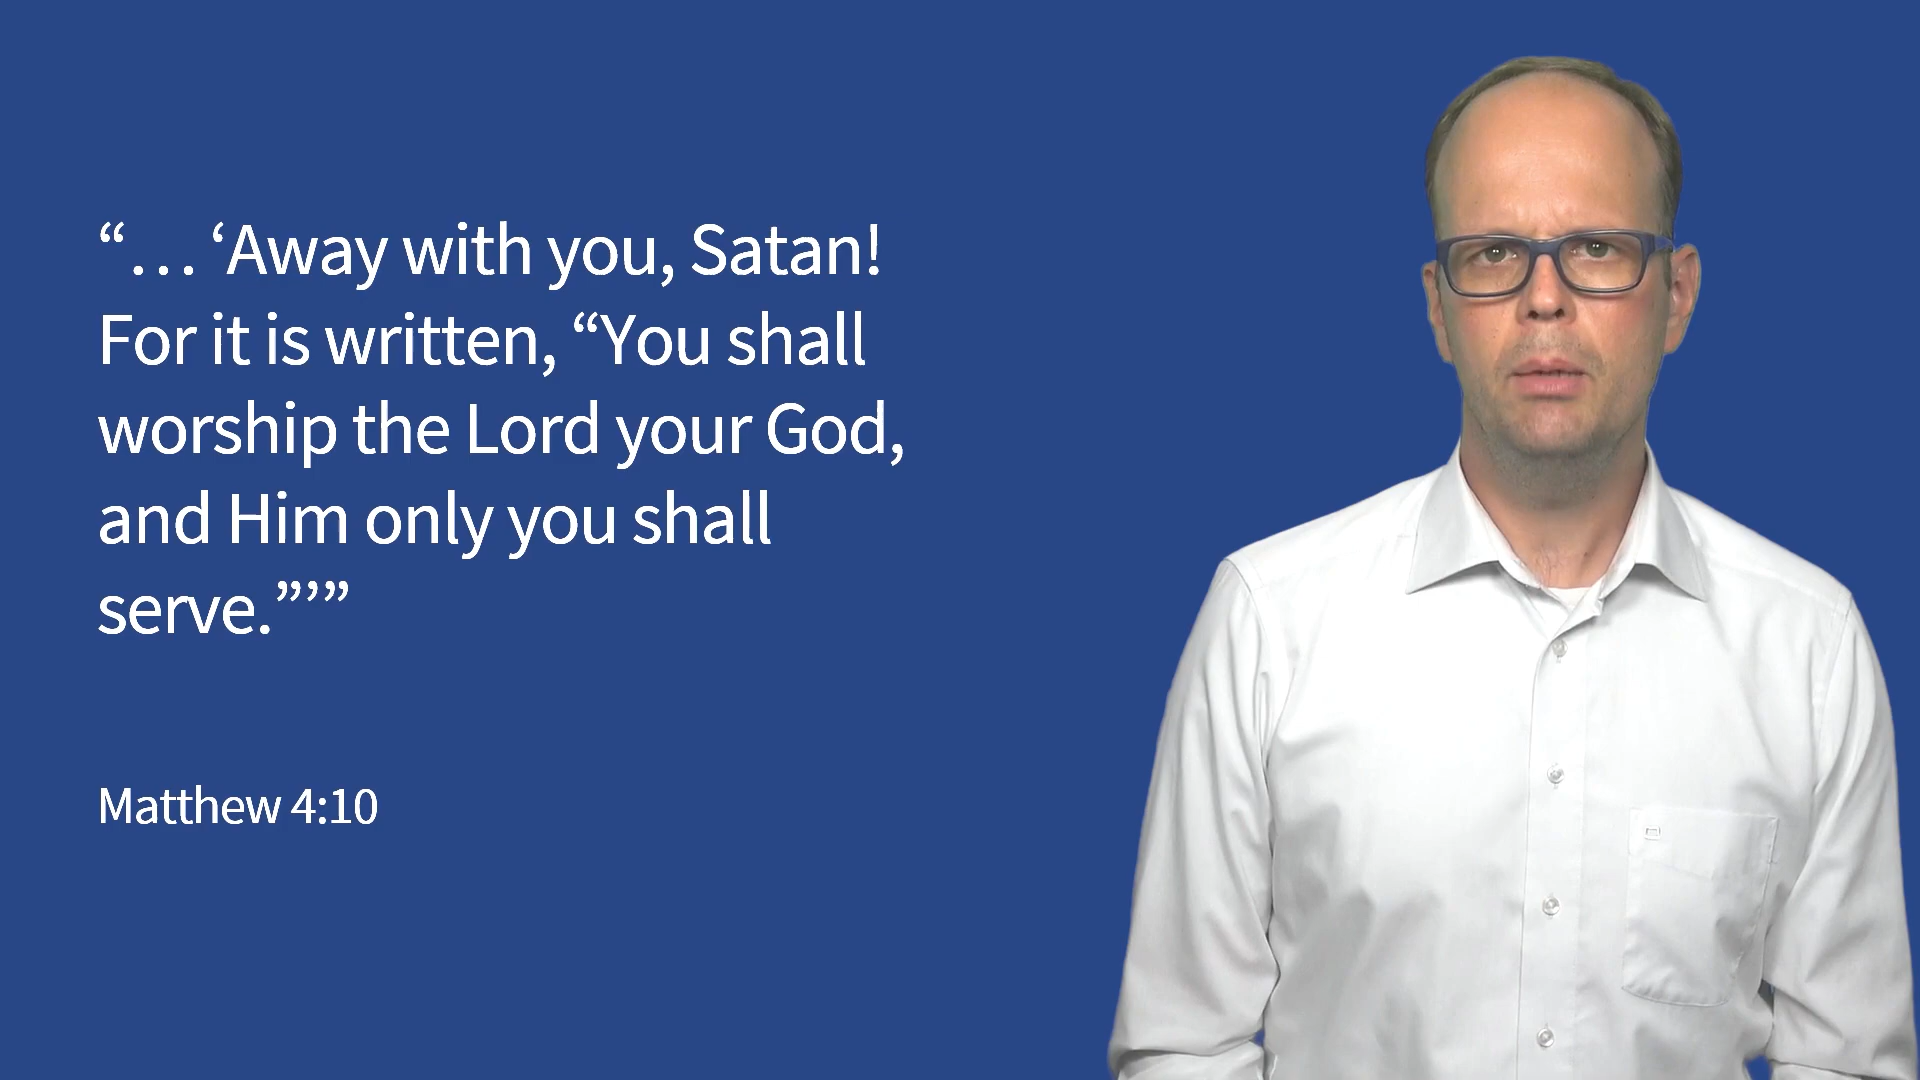 “… ‘Away with you, Satan!
For it is written, “You shall
worship the Lord your God,
and Him only you shall
serve.”’”
Matthew 4:10